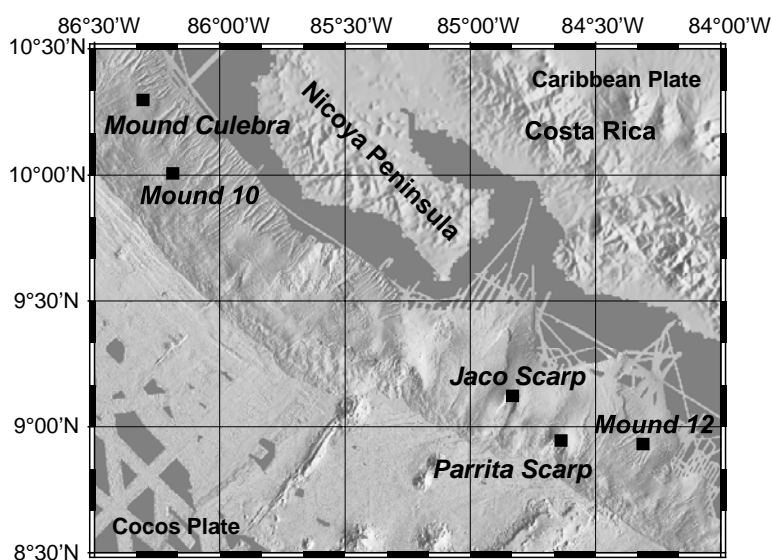 86°30'W 86°00'W 85°30'W 85°00'W 84°30'W 84°00'W
10°30'N
Caribbean Plate
Nicoya Peninsula
Mound Culebra
Costa Rica
10°00'N
Mound 10
9°30'N
Jaco Scarp
9°00'N
Mound 12
Parrita Scarp
Cocos Plate
8°30'N